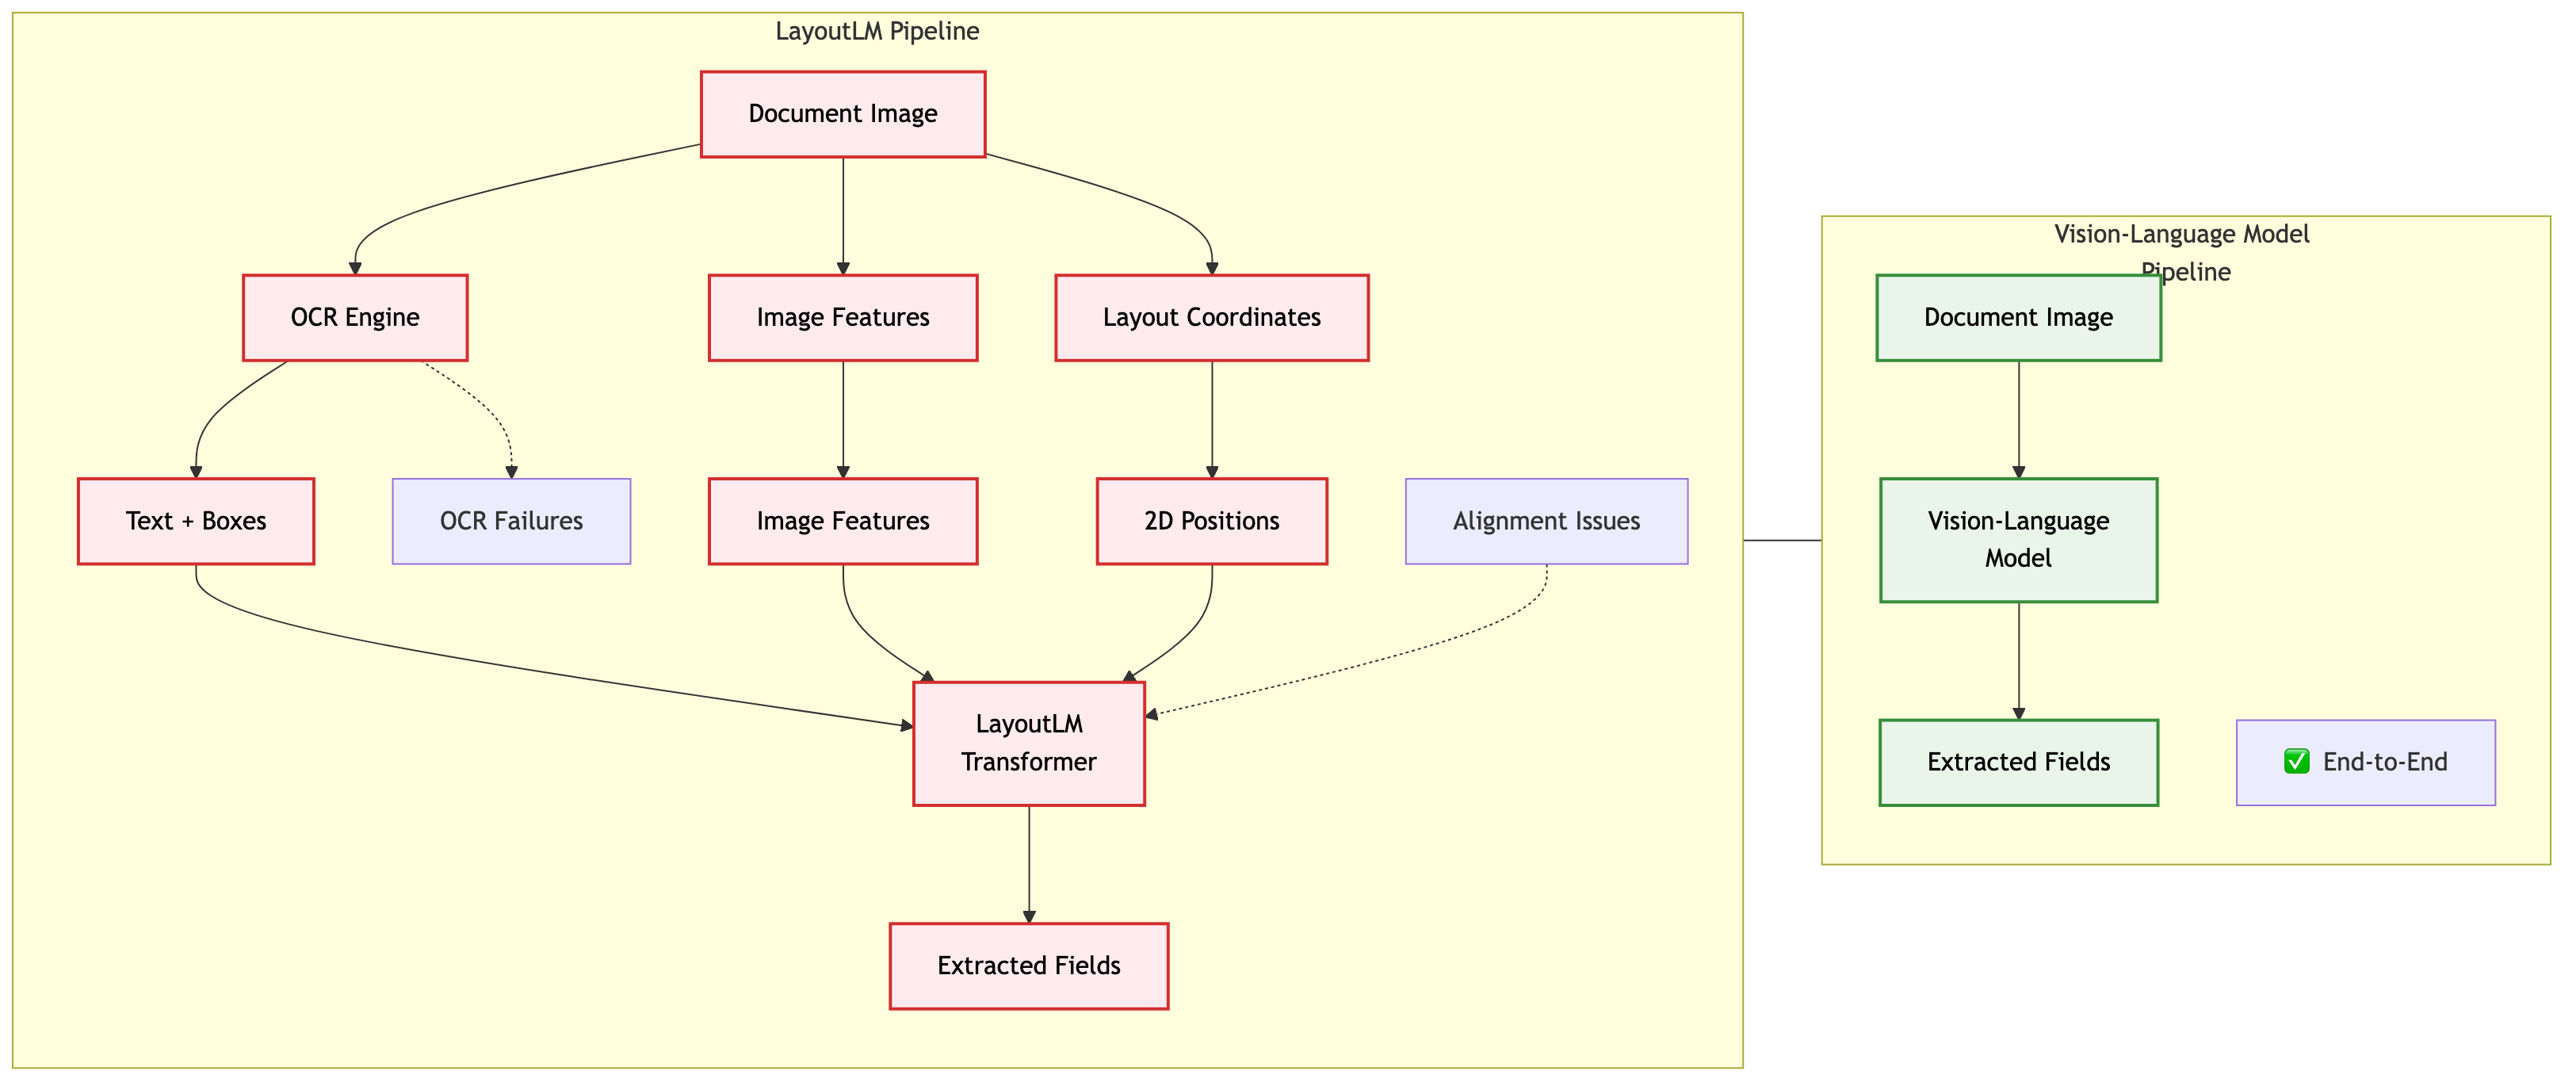 LayoutLM Pipeline
Document Image
OCR Engine
Image Features
Layout Coordinates
Text + Boxes
OCR Failures
Image Features
2D Positions
Alignment Issues
LayoutLM
Transformer
Extracted Fields
Vision-Language Model
Pipeline
Document Image
Vision-Language
Model
Extracted Fields
✅ End-to-End